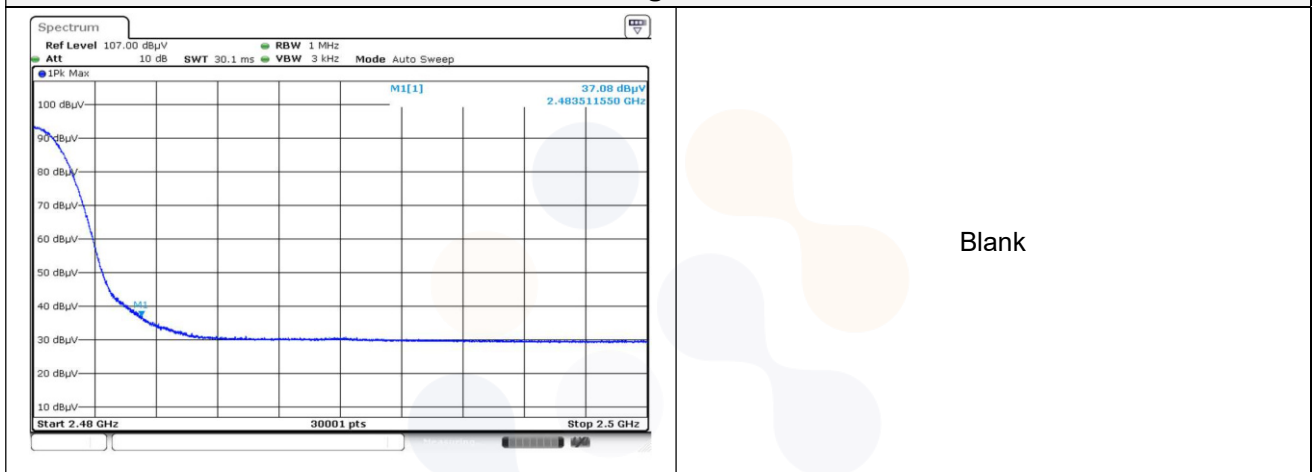 Spectrum
Ref Level 107.00 dBµV RBW 1 MHz
Att 10 dB SWT 30.1 ms VBW 3 kHz Mode Auto Sweep
1Pk Max
M1[1] 37.08 dBµV
2.483511550 GHz
100 dBµV
90 dBµV
80 dBµV
70 dBµV
60 dBµV
50 dBµV
40 dBµV
M1
30 dBµV
20 dBµV
10 dBµV
Start 2.48 GHz 30001 pts Stop 2.5 GHz
Blank